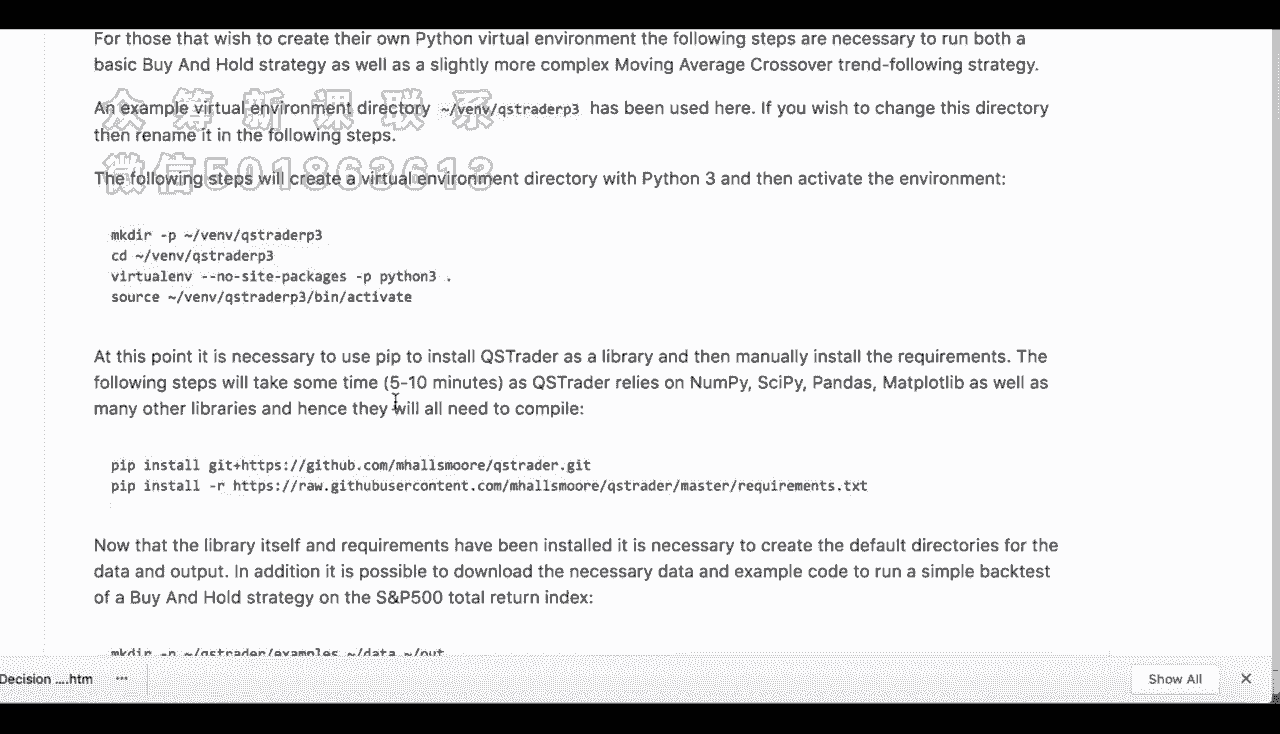 For those that wish to create their own Python virtual environment the following steps are necessary to run both a
basic Buy And Hold strategy as well as a slightly more complex Moving Average Crossover trend-following strategy.
众筹新课联系
An example virtual environment directory ~/venv/qstraderp3 has been used here. If you wish to change this directory
then rename it in the following steps.
微信501863613
The following steps will create a virtual environment directory with Python 3 and then activate the environment:
mkdir -p ~/venv/qstraderp3
cd ~/venv/qstraderp3
virtualenv --no-site-packages -p python3 .
source ~/venv/qstraderp3/bin/activate
At this point it is necessary to use pip to install QSTrader as a library and then manually install the requirements. The
following steps will take some time (5-10 minutes) as QSTrader relies on NumPy, SciPy, Pandas, Matplotlib as well as
many other libraries and hence they will all need to compile:
pip install git+https://github.com/mhallsmoore/qstrader.git
pip install -r https://raw.githubusercontent.com/mhallsmoore/qstrader/master/requirements.txt
Now that the library itself and requirements have been installed it is necessary to create the default directories for the
data and output. In addition it is possible to download the necessary data and example code to run a simple backtest
of a Buy And Hold strategy on the S&P500 total return index:
mkdir -p ~/qstrader/examples ~/data ~/out
Decision ....htm
Show All